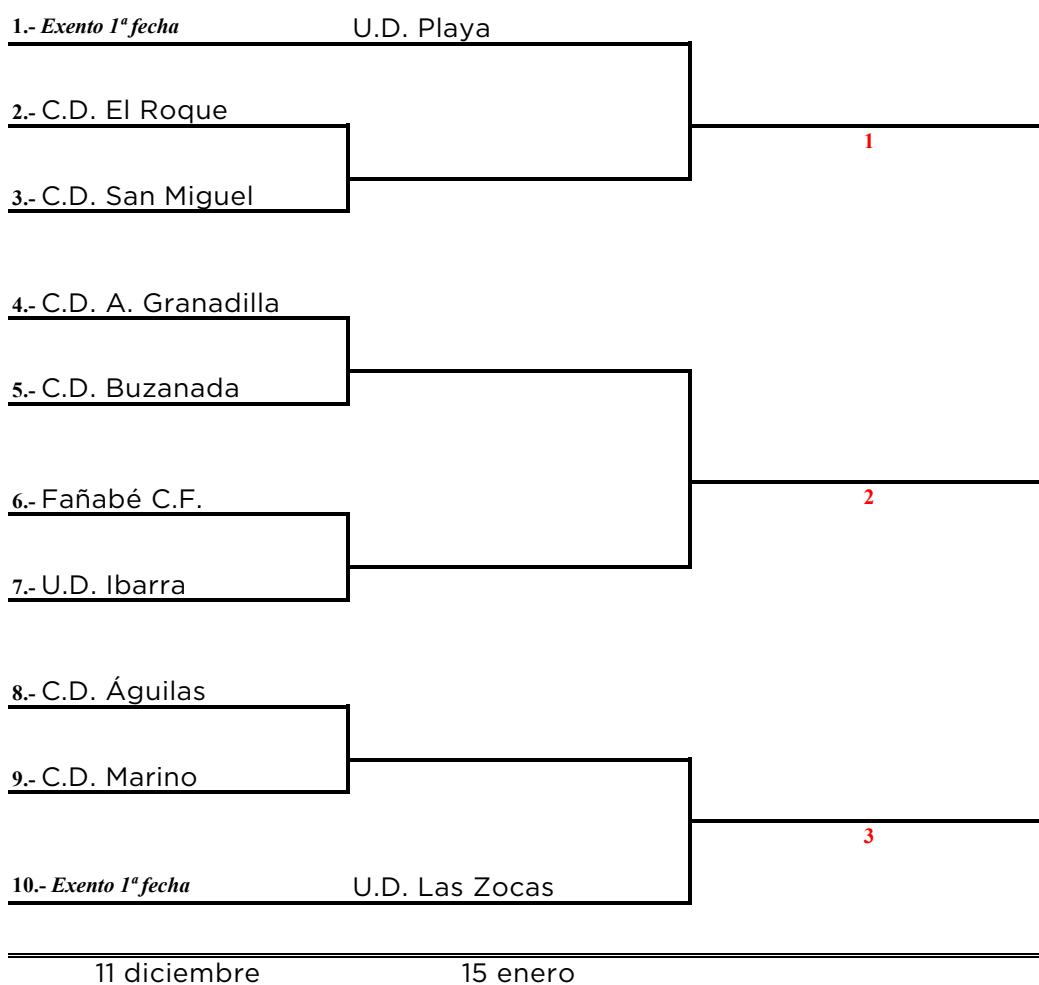 1.- Exento 1ª fecha U.D. Playa
2.- C.D. El Roque
1
3.- C.D. San Miguel
4.- C.D. A. Granadilla
5.- C.D. Buzanada
6.- Fañabé C.F.
2
7.- U.D. Ibarra
8.- C.D. Águilas
9.- C.D. Marino
3
10.- Exento 1ª fecha U.D. Las Zocas
11 diciembre 15 enero